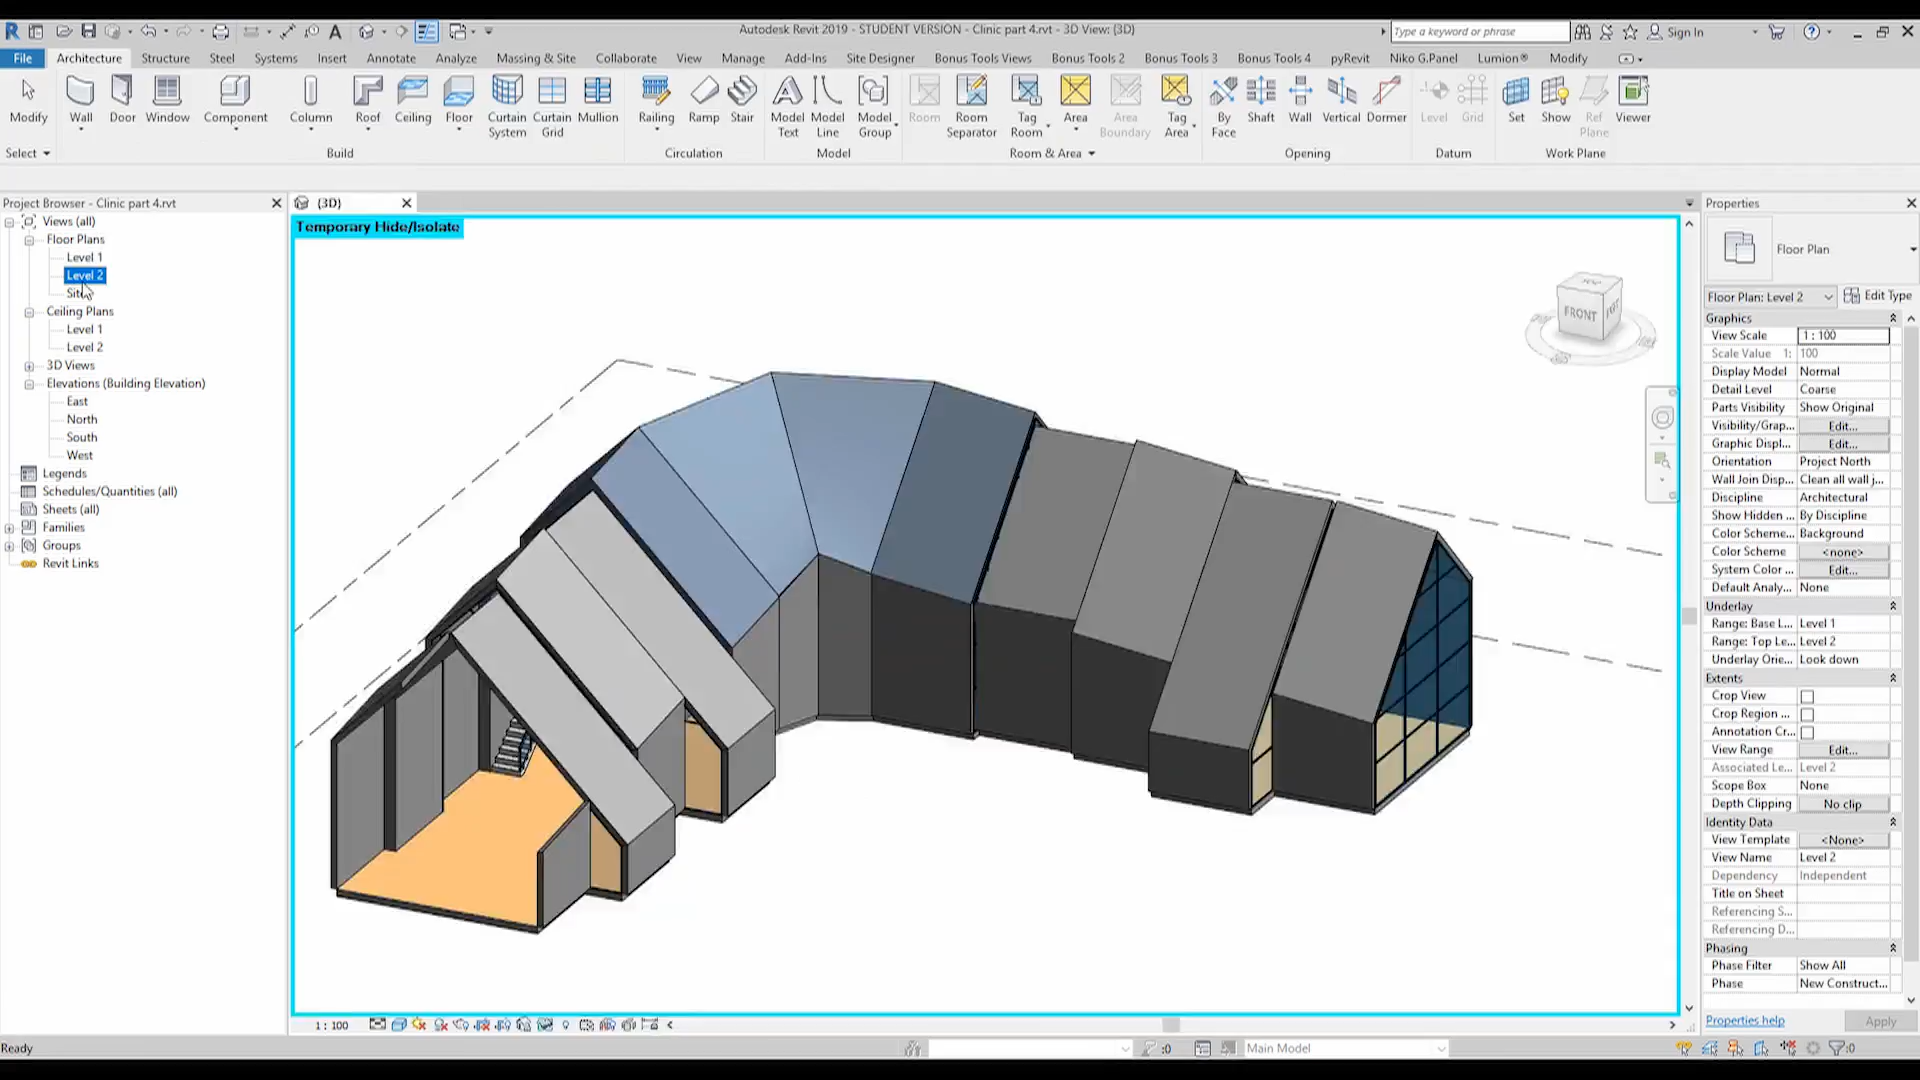 Autodesk Revit 2019 - STUDENT VERSION - Clinic part 4.rvt - 3D View: {3D}
Type a keyword or phrase
Sign In
File Architecture Structure Steel Systems Insert Annotate Analyze Massing & Site Collaborate View Manage Add-Ins Site Designer Bonus Tools Views Bonus Tools 2 Bonus Tools 3 Bonus Tools 4 pyRevit Niko G.Panel Lumion® Modify
Modify Wall Door Window Component Column Roof Ceiling Floor Curtain System Curtain Grid Mullion Railing Ramp Stair Model Text Model Line Model Group Room Room Separator Tag Room Area Area Boundary Tag Area By Face Shaft Wall Vertical Dormer Level Grid Set Show Ref Plane Viewer
Select Build Circulation Model Room & Area Opening Datum Work Plane
Project Browser - Clinic part 4.rvt
Views (all)
Floor Plans
Level 1
Level 2
Site
Ceiling Plans
Level 1
Level 2
3D Views
Elevations (Building Elevation)
East
North
South
West
Legends
Schedules/Quantities (all)
Sheets (all)
Families
Groups
Revit Links
{3D}
Temporary Hide/Isolate
FRONT
1 : 100
Properties
Floor Plan
Floor Plan: Level 2 Edit Type
Graphics
View Scale 1 : 100
Scale Value 1: 100
Display Model Normal
Detail Level Coarse
Parts Visibility Show Original
Visibility/Grap... Edit...
Graphic Displ... Edit...
Orientation Project North
Wall Join Disp... Clean all wall j...
Discipline Architectural
Show Hidden ... By Discipline
Color Scheme... Background
Color Scheme <none>
System Color ... Edit...
Default Analy... None
Underlay
Range: Base L... Level 1
Range: Top Le... Level 2
Underlay Orie... Look down
Extents
Crop View
Crop Region ...
Annotation Cr...
View Range Edit...
Associated Le... Level 2
Scope Box None
Depth Clipping No clip
Identity Data
View Template <None>
View Name Level 2
Dependency Independent
Title on Sheet
Referencing S...
Referencing D...
Phasing
Phase Filter Show All
Phase New Construct...
Properties help Apply
Ready
:0
Main Model
:0